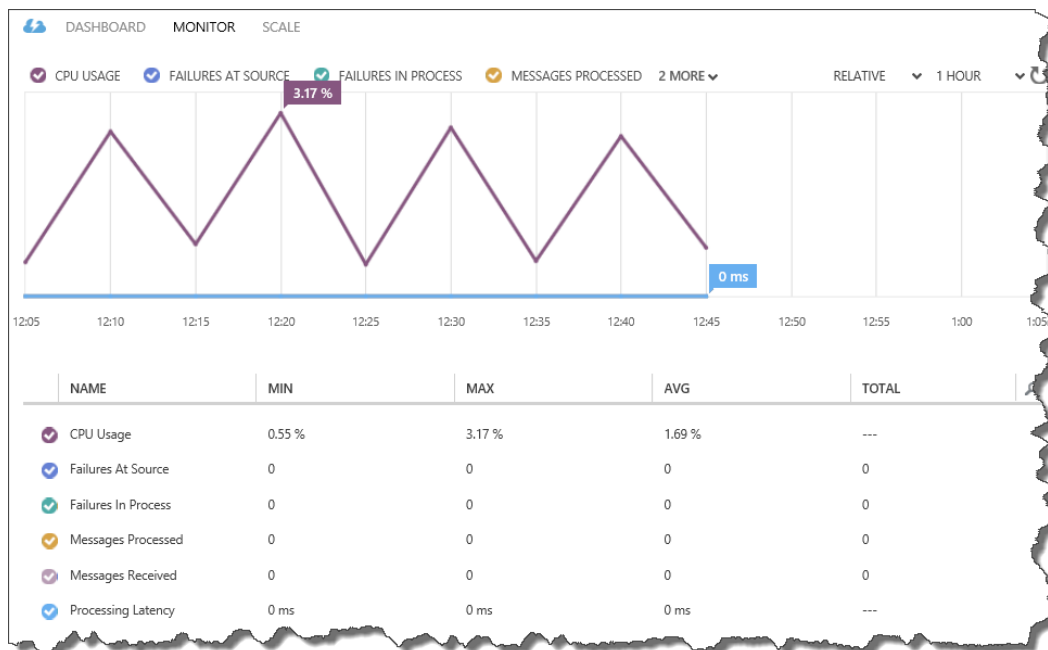 DASHBOARD MONITOR SCALE
CPU USAGE FAILURES AT SOURCE FAILURES IN PROCESS MESSAGES PROCESSED 2 MORE RELATIVE 1 HOUR
3.17 %
0 ms
12:05 12:10 12:15 12:20 12:25 12:30 12:35 12:40 12:45 12:50 12:55 1:00 1:05
NAME MIN MAX AVG TOTAL
CPU Usage 0.55 % 3.17 % 1.69 % ---
Failures At Source 0 0 0 0
Failures In Process 0 0 0 0
Messages Processed 0 0 0 0
Messages Received 0 0 0 0
Processing Latency 0 ms 0 ms 0 ms ---